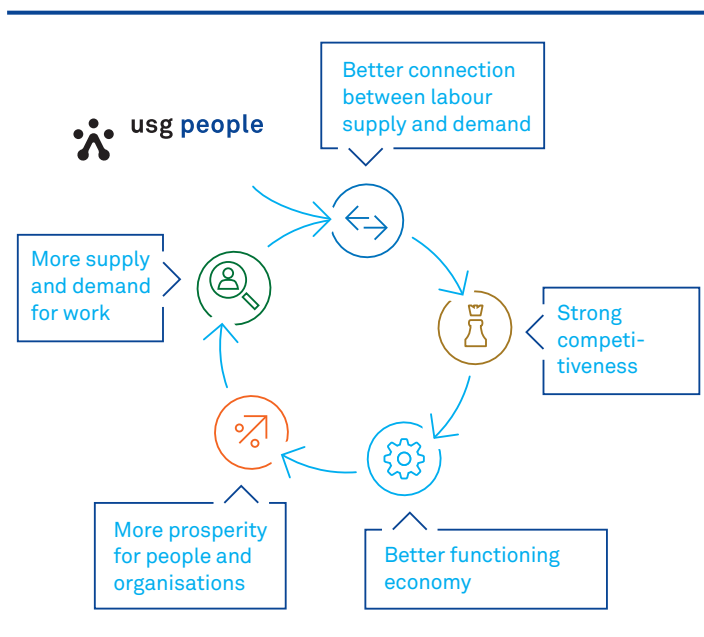 Better connection
between labour
supply and demand
usg people
More supply
and demand
for work
Strong
competi-
tiveness
More prosperity
for people and
organisations
Better functioning
economy